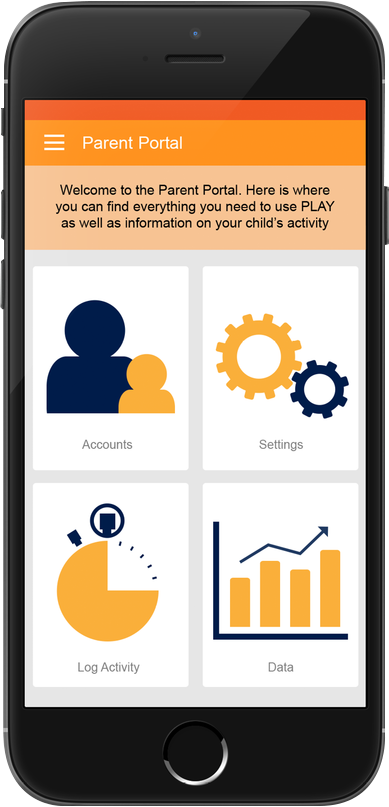 Parent Portal
Welcome to the Parent Portal. Here is where
you can find everything you need to use PLAY
as well as information on your child's activity
Accounts
Settings
Log Activity
Data